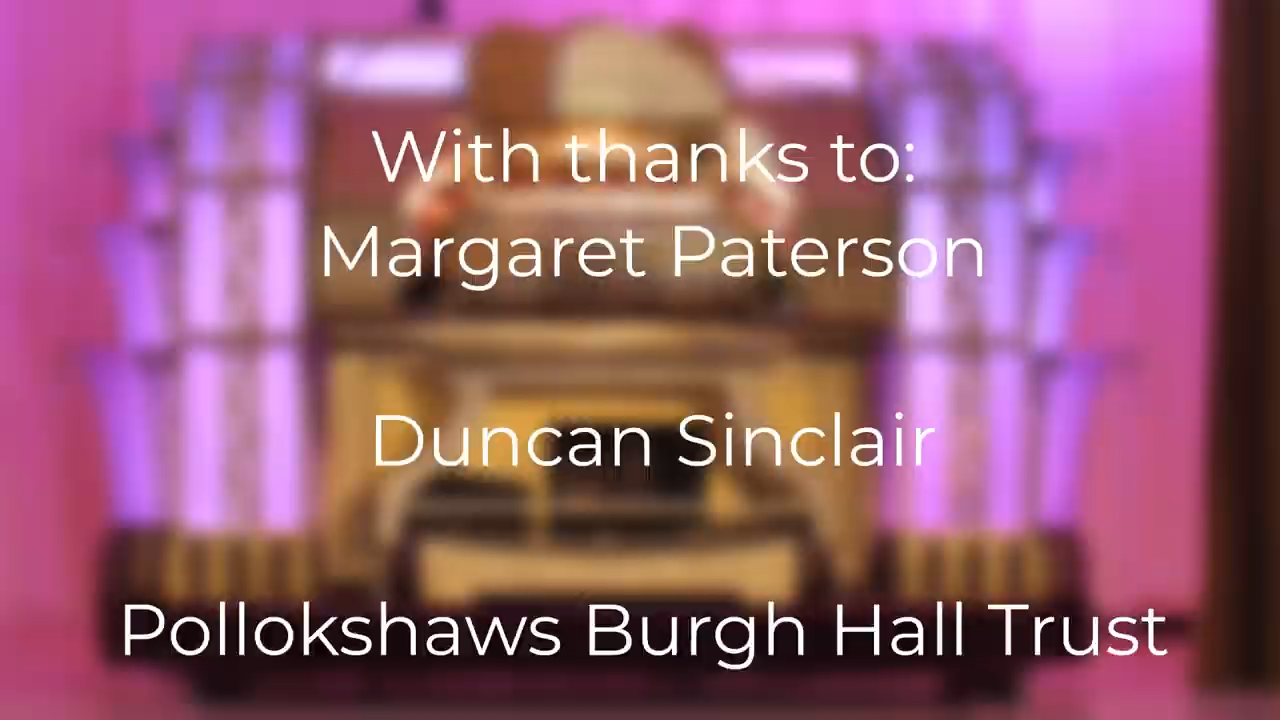 With thanks to:
Margaret Paterson
Duncan Sinclair
Pollokshaws Burgh Hall Trust